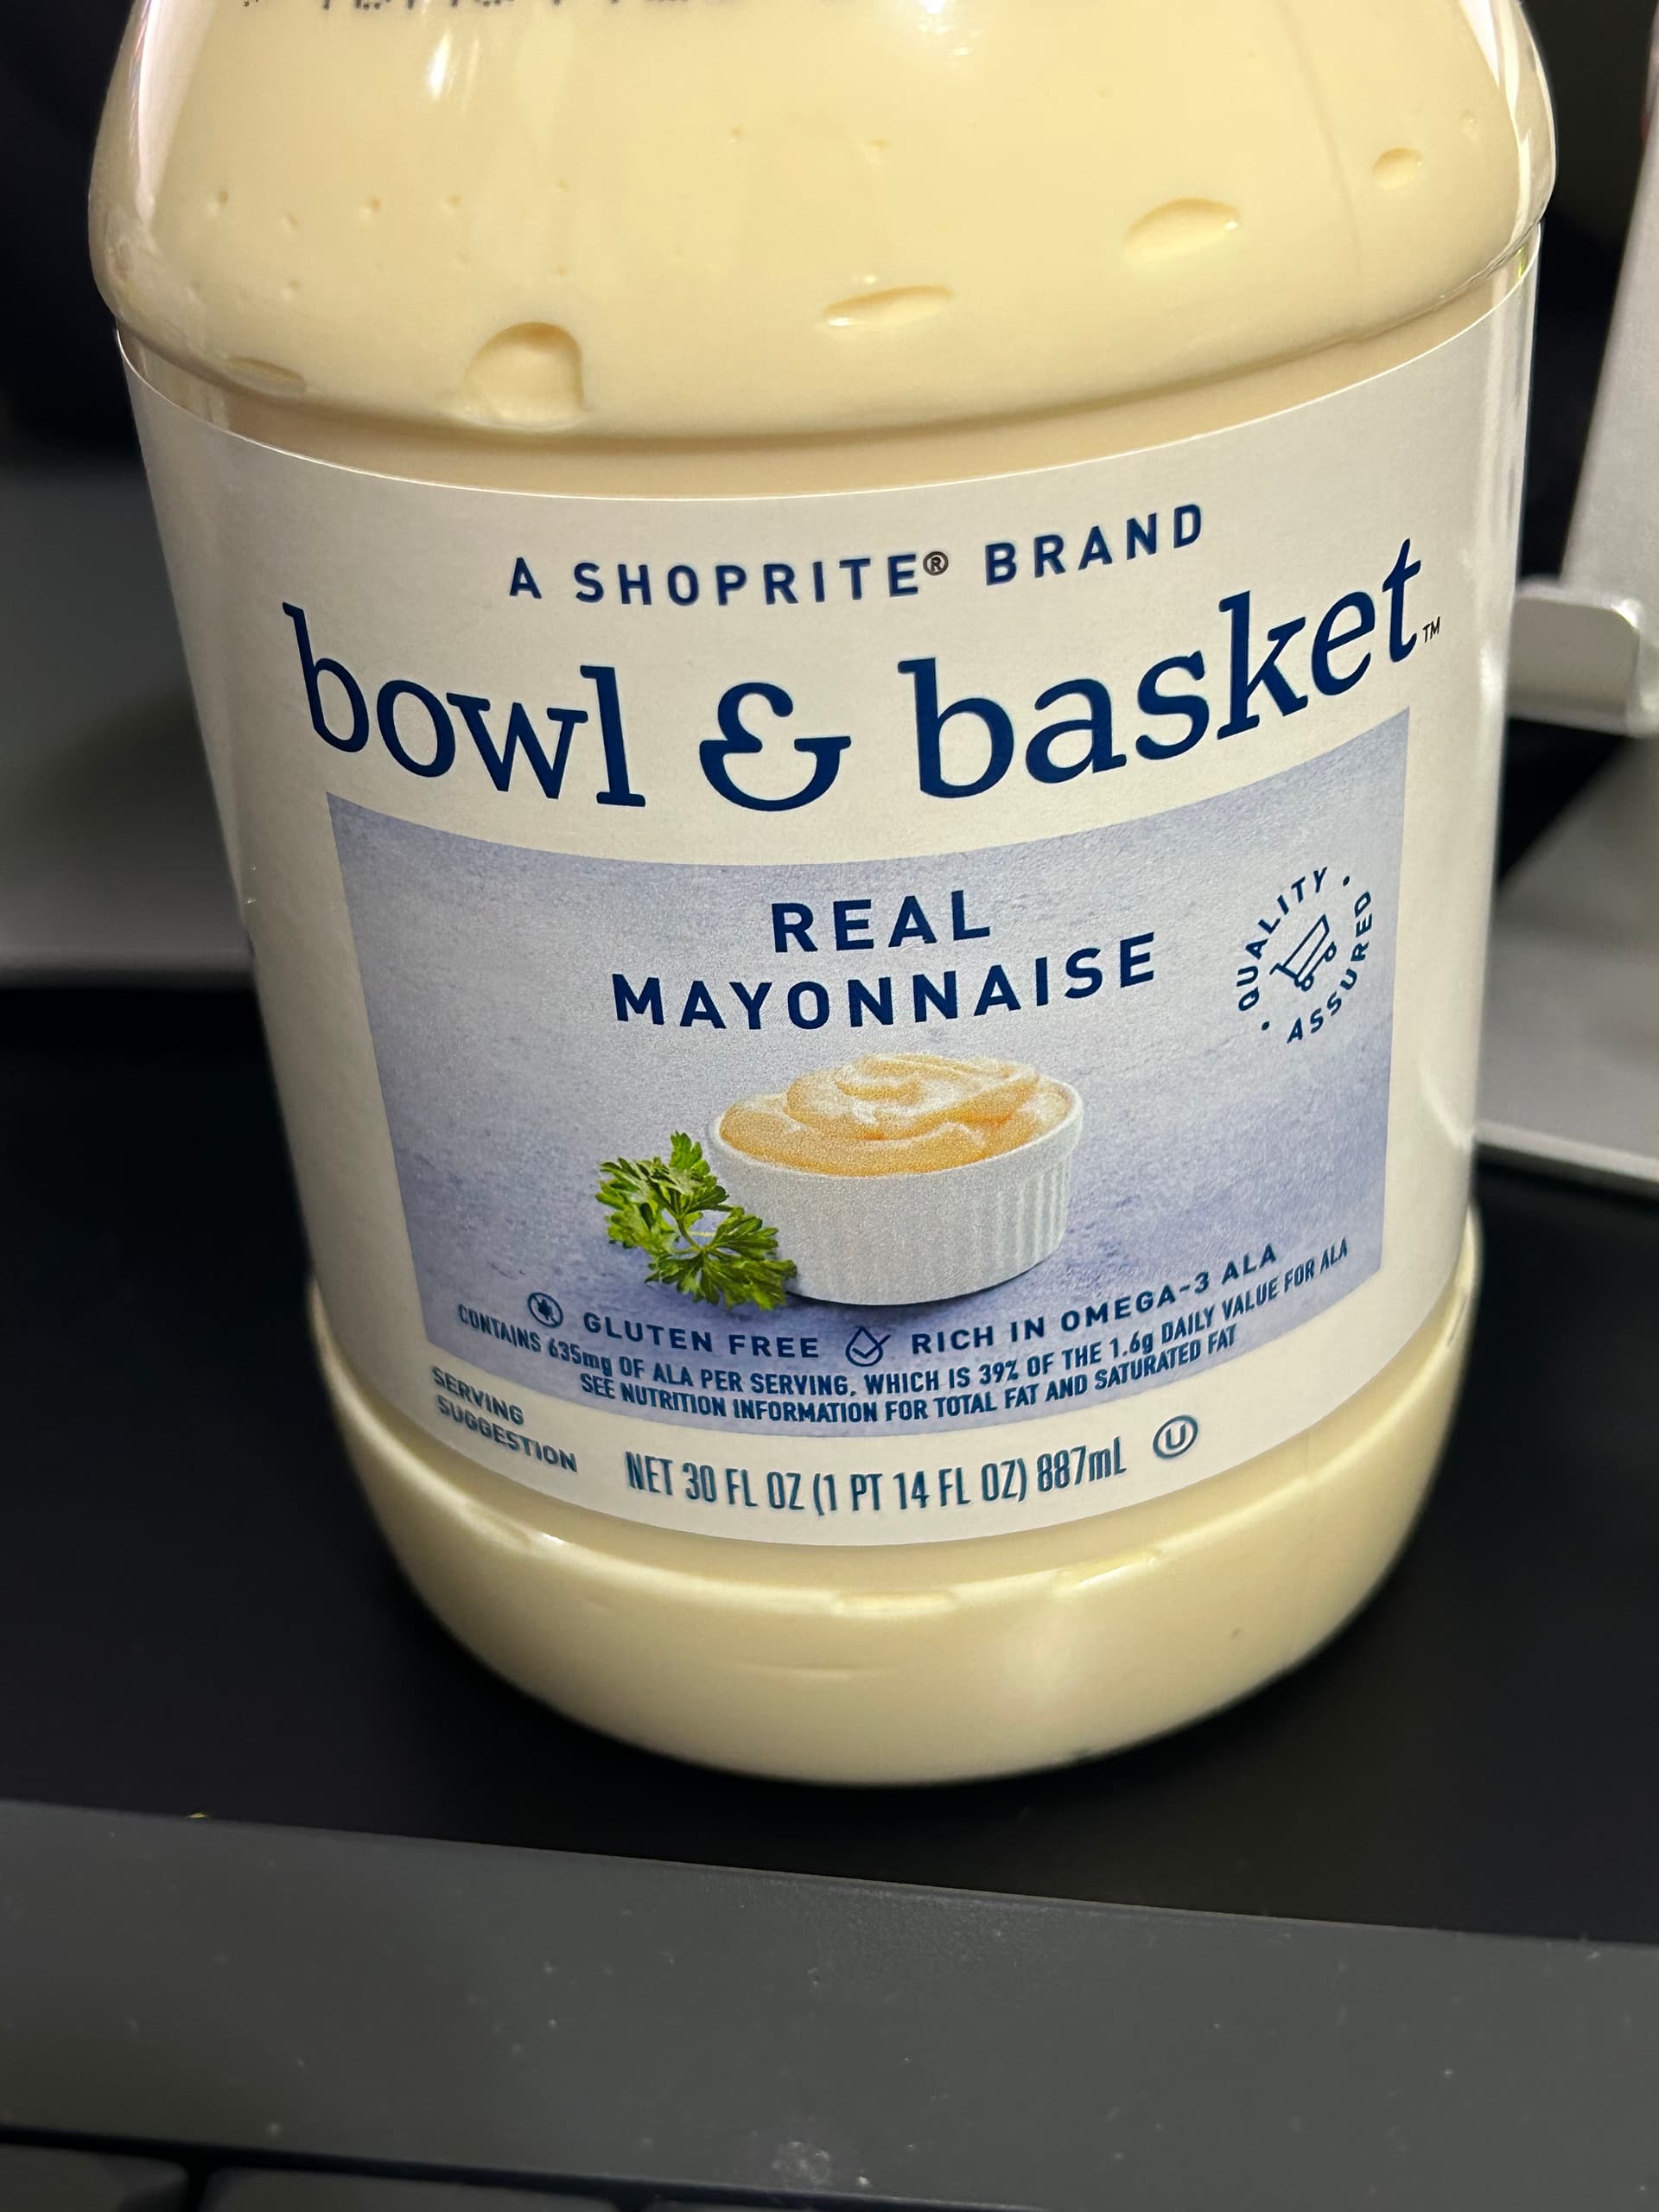 A SHOPRITE® BRAND
bowl & basket™
REAL
MAYONNAISE
• QUALITY •
ASSURED
GLUTEN FREE
RICH IN OMEGA-3 ALA
CONTAINS 635mg OF ALA PER SERVING, WHICH IS 39% OF THE 1.6g DAILY VALUE FOR ALA
SEE NUTRITION INFORMATION FOR TOTAL FAT AND SATURATED FAT
SERVING
SUGGESTION
NET 30 FL OZ (1 PT 14 FL OZ) 887mL
U